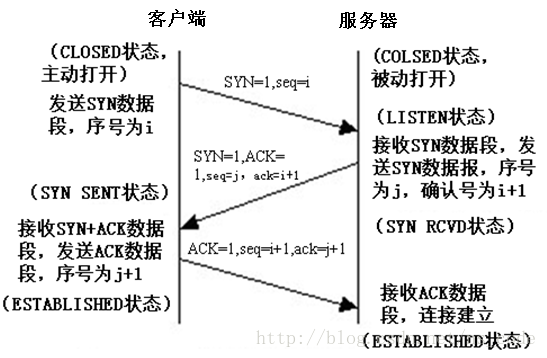 客户端
服务器
(CLOSED状态,
主动打开)
(COLSED状态,
被动打开)
SYN=1,seq=i
发送SYN数据
段,序号为i
(LISTEN状态)
SYN=1,ACK=
1,seq=j, ack=i+1
接收SYN数据段,发
送SYN数据报,序号
为j,确认号为i+1
(SYN SENT状态)
(SYN RCVD状态)
接收SYN+ACK数据
段,发送ACK数据
段,序号为j+1
ACK=1,seq=i+1,ack=j+1
(ESTABLISHED状态)
接收ACK数据
段,连接建立
(ESTABLISHED状态)